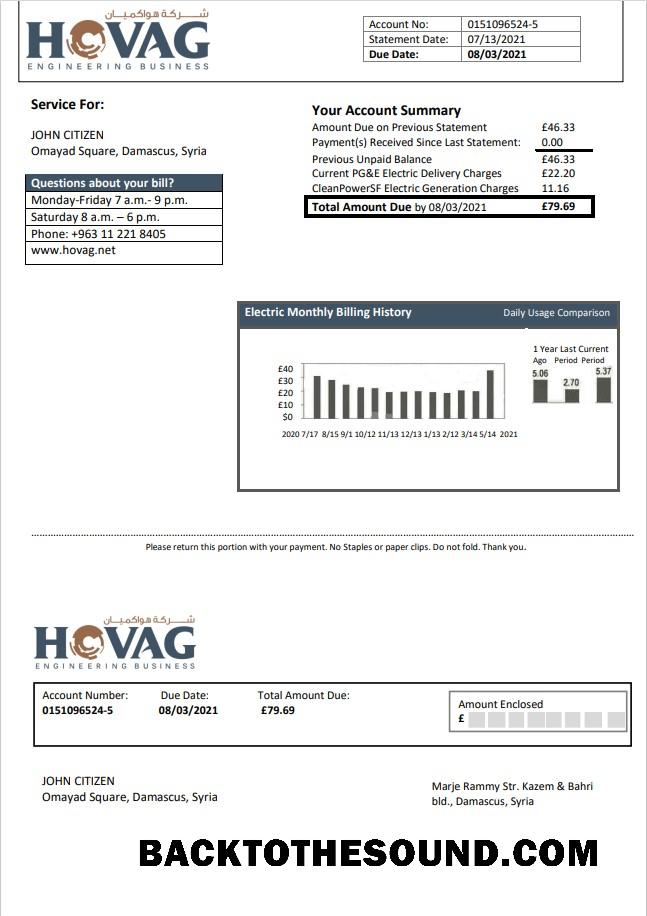 شركة هواكميان
HOVAG
ENGINEERING BUSINESS
Account No: 0151096524-5
Statement Date: 07/13/2021
Due Date: 08/03/2021
Service For:
JOHN CITIZEN
Omayad Square, Damascus, Syria
Questions about your bill?
Monday-Friday 7 a.m.- 9 p.m.
Saturday 8 a.m. – 6 p.m.
Phone: +963 11 221 8405
www.hovag.net
Your Account Summary
Amount Due on Previous Statement £46.33
Payment(s) Received Since Last Statement: 0.00
Previous Unpaid Balance £46.33
Current PG&E Electric Delivery Charges £22.20
CleanPowerSF Electric Generation Charges 11.16
Total Amount Due by 08/03/2021 £79.69
Electric Monthly Billing History Daily Usage Comparison
1 Year Last Current
Ago Period Period
5.06 2.70 5.37
£40
£30
£20
£10
$0
2020 7/17 8/15 9/1 10/12 11/13 12/13 1/13 2/12 3/14 5/14 2021
Please return this portion with your payment. No Staples or paper clips. Do not fold. Thank you.
شركة هواكميان
HOVAG
ENGINEERING BUSINESS
Account Number: Due Date: Total Amount Due:
0151096524-5 08/03/2021 £79.69
Amount Enclosed
£
JOHN CITIZEN
Omayad Square, Damascus, Syria
Marje Rammy Str. Kazem & Bahri
bld., Damascus, Syria
BACKTOTHESOUND.COM